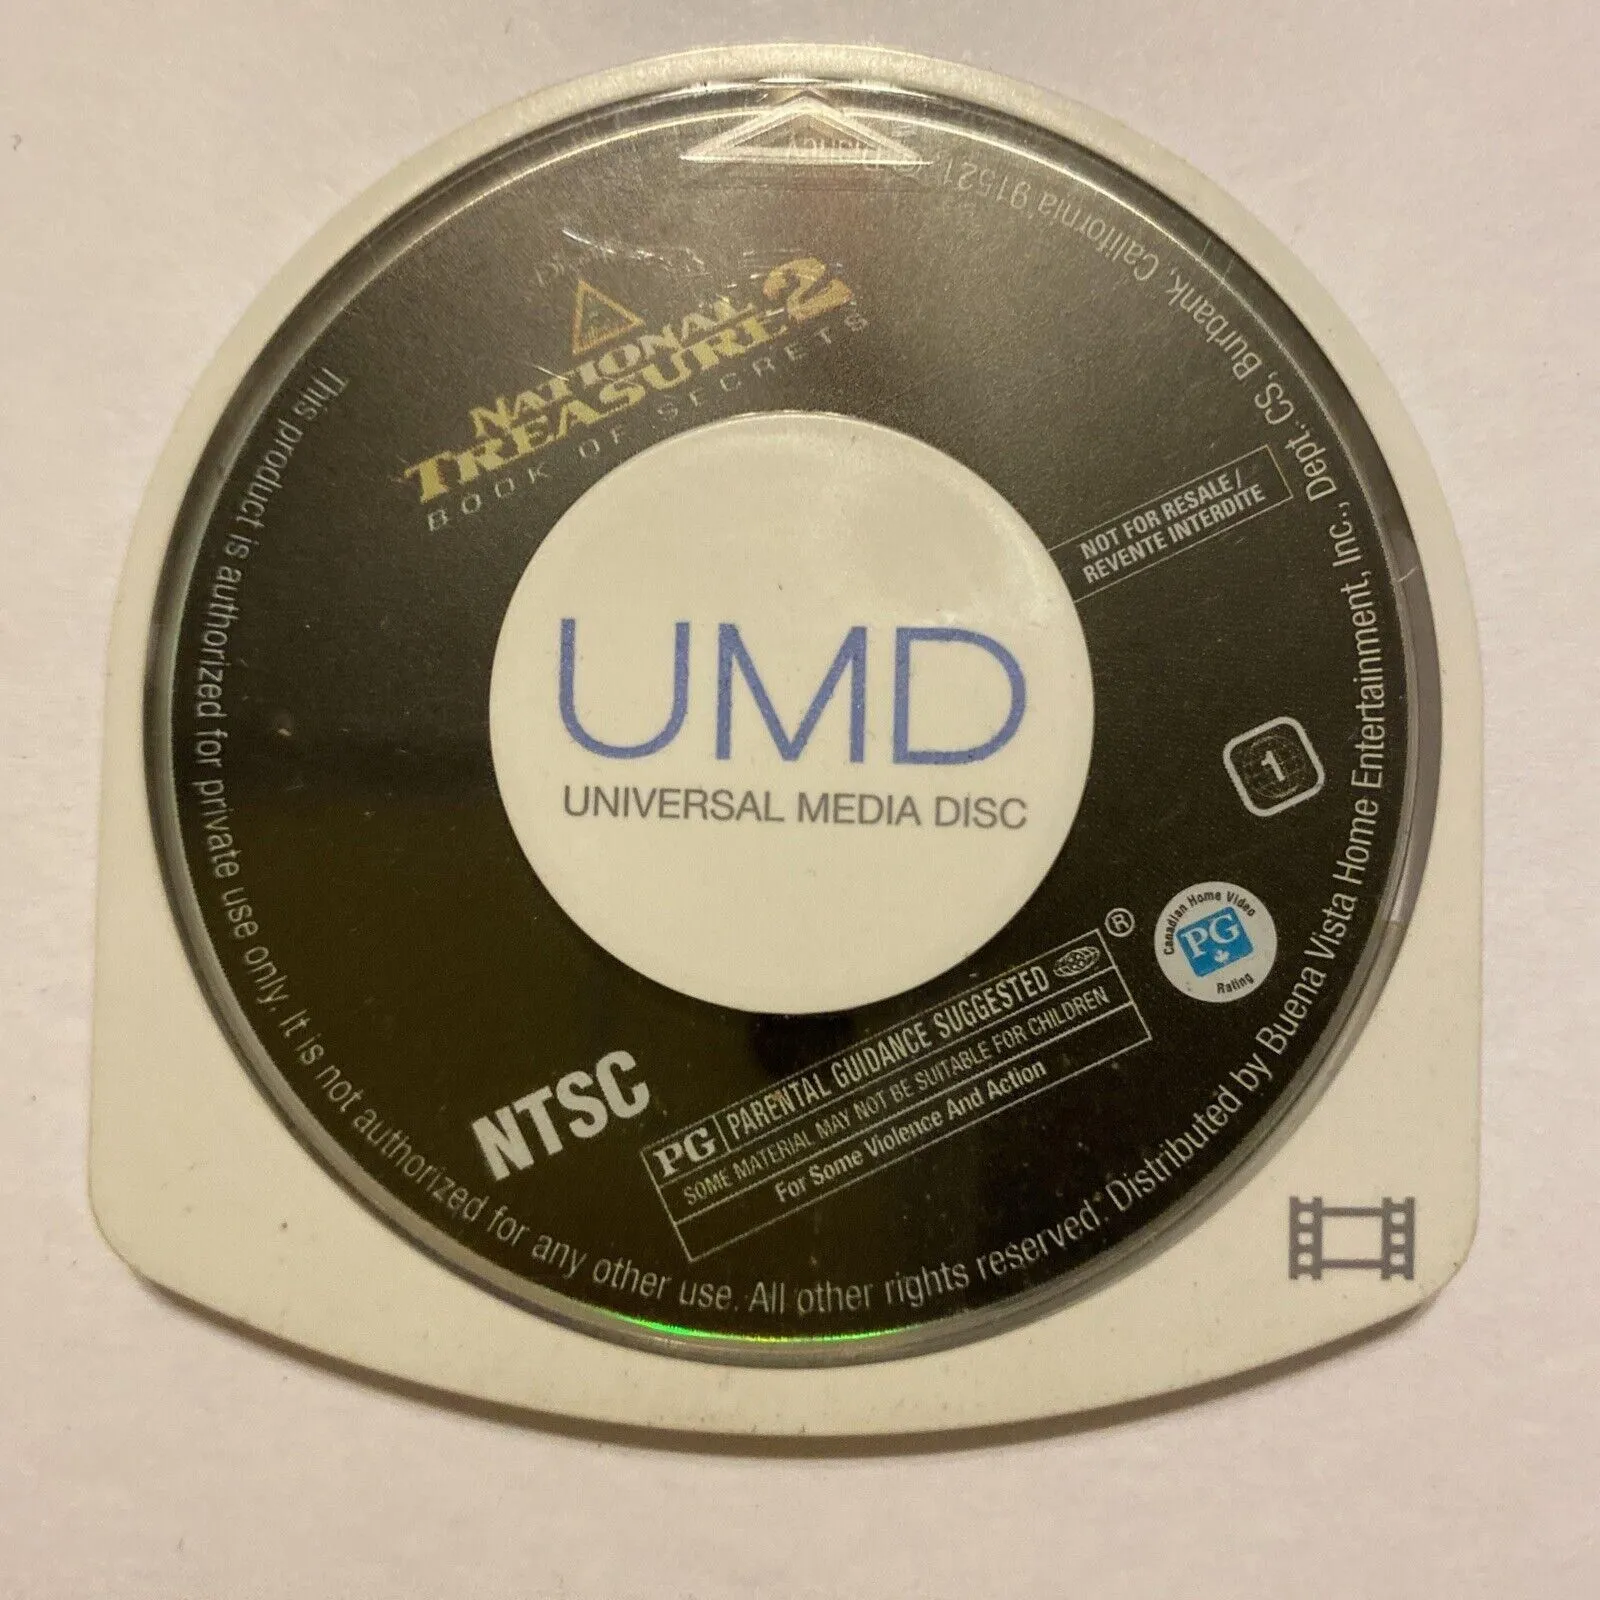 Disney
NATIONAL
TREASURE 2
BOOK OF SECRETS
NOT FOR RESALE /
REVENTE INTERDITE
UMD
UNIVERSAL MEDIA DISC
1
Canadian Home Video
PG
Rating
NTSC
PG PARENTAL GUIDANCE SUGGESTED ®
SOME MATERIAL MAY NOT BE SUITABLE FOR CHILDREN
For Some Violence And Action
This product is authorized for private use only. It is not authorized for any other use. All other rights reserved. Distributed by Buena Vista Home Entertainment, Inc., Dept. CS, Burbank, California 91521. © Disney